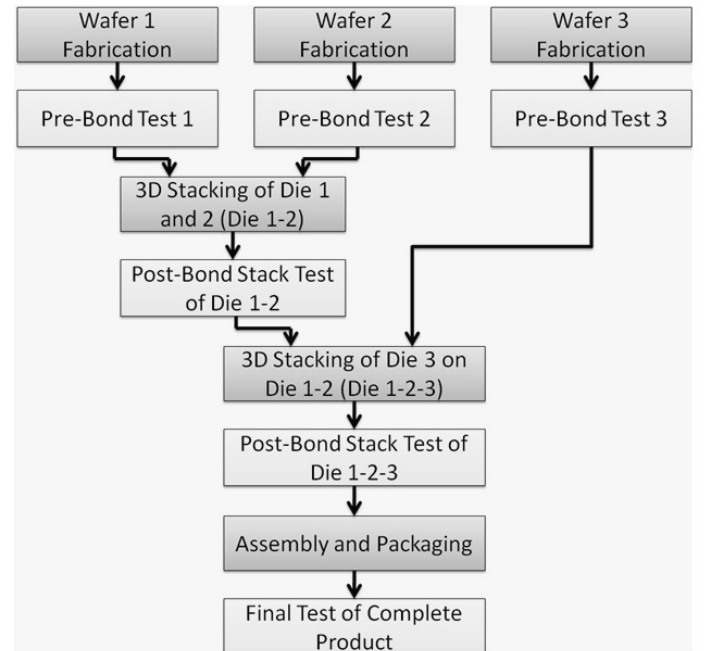 Wafer 1
Fabrication
Wafer 2
Fabrication
Wafer 3
Fabrication
Pre-Bond Test 1
Pre-Bond Test 2
Pre-Bond Test 3
3D Stacking of Die 1
and 2 (Die 1-2)
Post-Bond Stack Test
of Die 1-2
3D Stacking of Die 3 on
Die 1-2 (Die 1-2-3)
Post-Bond Stack Test of
Die 1-2-3
Assembly and Packaging
Final Test of Complete
Product